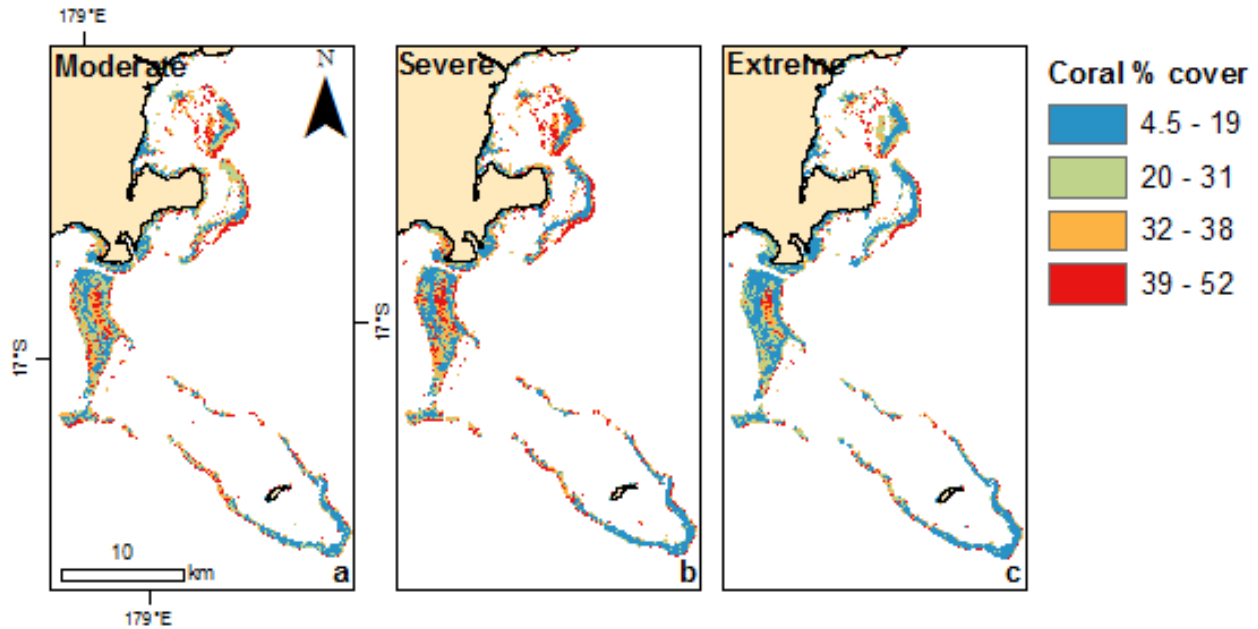 179°E
Moderate
N
Severe
Extreme
Coral % cover
4.5 - 19
20 - 31
32 - 38
39 - 52
17°S
17°S
10
km
a
b
c
179°E